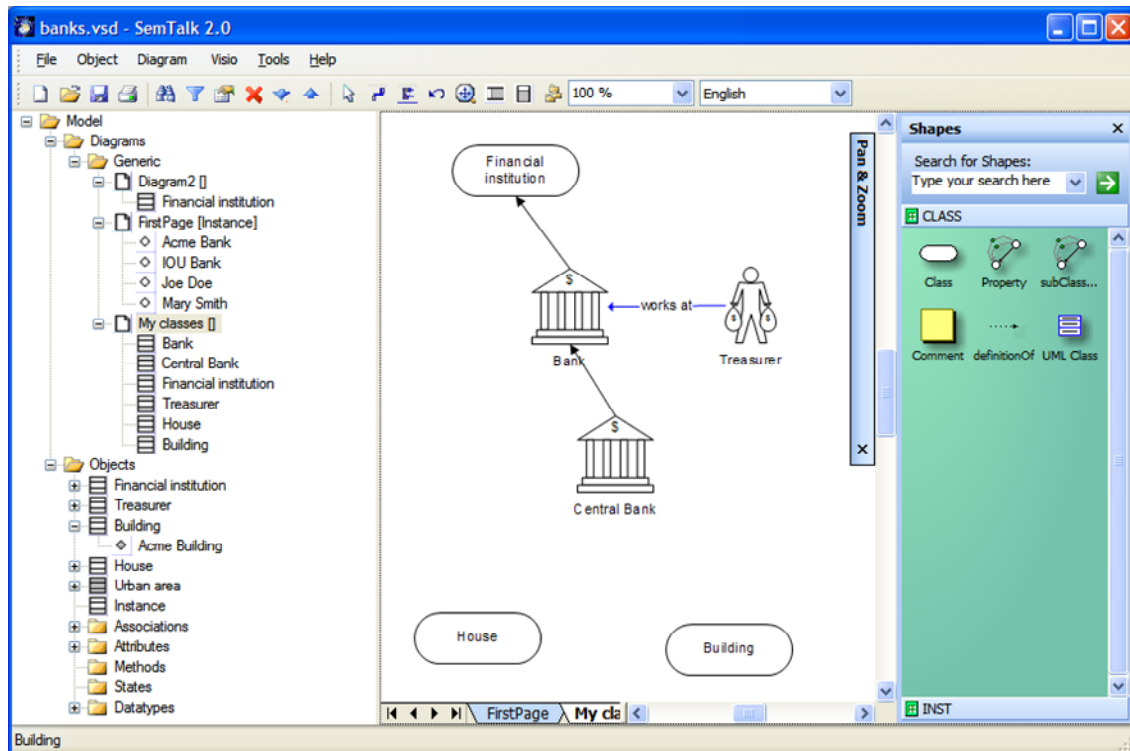 banks.vsd - SemTalk 2.0
File Object Diagram Visio Tools Help
100 % English
Model
Diagrams
Generic
Diagram2 []
Financial institution
FirstPage [Instance]
Acme Bank
IOU Bank
Joe Doe
Mary Smith
My classes []
Bank
Central Bank
Financial institution
Treasurer
House
Building
Objects
Financial institution
Treasurer
Building
Acme Building
House
Urban area
Instance
Associations
Attributes
Methods
States
Datatypes
Financial
institution
$
works at
$ $
Bank
Treasurer
$
Central Bank
House
Building
FirstPage My cla
Pan & Zoom
X
Shapes
Search for Shapes:
Type your search here
CLASS
Class Property subClass...
Comment definitionOf UML Class
INST
Building